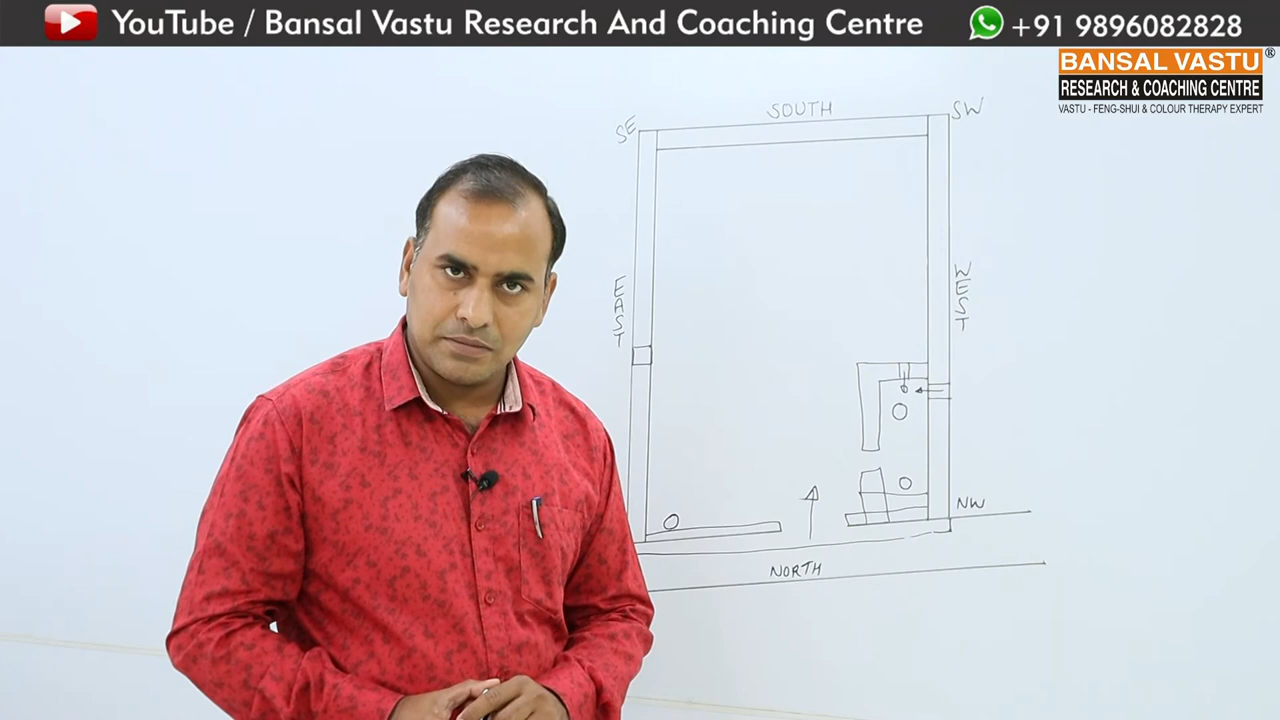 YouTube / Bansal Vastu Research And Coaching Centre
+91 9896082828
BANSAL VASTU®
RESEARCH & COACHING CENTRE
VASTU - FENG-SHUI & COLOUR THERAPY EXPERT
SE
SOUTH
SW
EAST
WEST
NW
NORTH